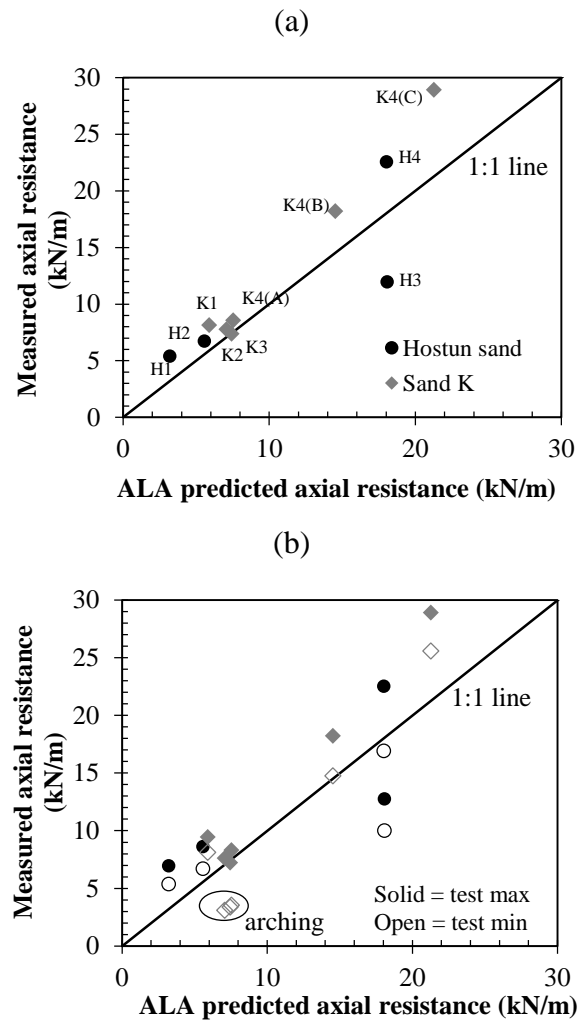 (a)
Measured axial resistance
(kN/m)
30
25
20
15
10
5
0
K4(C)
H4
1:1 line
K4(B)
H3
K1
K4(A)
H2
K2
K3
H1
Hostun sand
Sand K
0
10
20
30
ALA predicted axial resistance (kN/m)
(b)
Measured axial resistance
(kN/m)
30
25
20
15
10
5
0
1:1 line
Solid = test max
Open = test min
arching
0
10
20
30
ALA predicted axial resistance (kN/m)